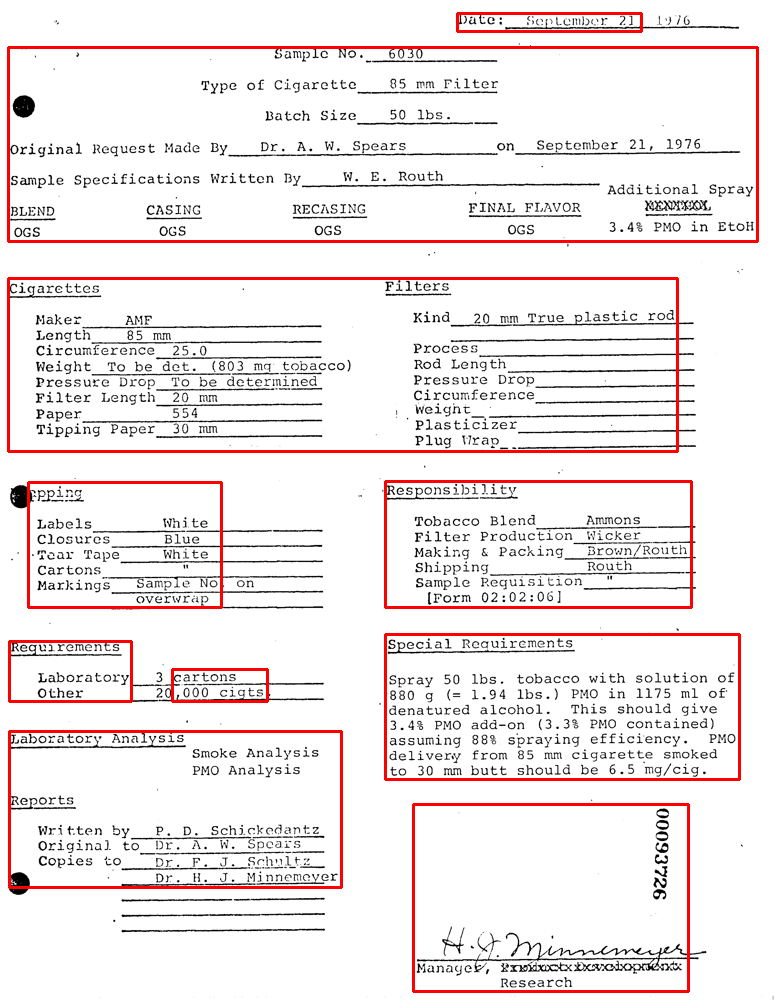 Date: September 21 1976
Sample No. 6030
Type of Cigarette 85 mm Filter
Batch Size 50 lbs.
Original Request Made By Dr. A. W. Spears on September 21, 1976
Sample Specifications Written By W. E. Routh
Additional Spray
BLEND CASING RECASING FINAL FLAVOR
OGS OGS OGS OGS 3.4% PMO in EtoH
Cigarettes
Maker AMF
Length 85 mm
Circumference 25.0
Weight To be det. (803 mg tobacco)
Pressure Drop To be determined
Filter Length 20 mm
Paper 554
Tipping Paper 30 mm
Filters
Kind 20 mm True plastic rod
Process
Rod Length
Pressure Drop
Circumference
Weight
Plasticizer
Plug Wrap
pping
Labels White
Closures Blue
Tear Tape White
Cartons "
Markings Sample No. on
overwrap
Responsibility
Tobacco Blend Ammons
Filter Production Wicker
Making & Packing Brown/Routh
Shipping Routh
Sample Requisition "
[Form 02:02:06]
Requirements
Laboratory 3 cartons
Other 20,000 cigts.
Special Requirements
Spray 50 lbs. tobacco with solution of
880 g (= 1.94 lbs.) PMO in 1175 ml of
denatured alcohol. This should give
3.4% PMO add-on (3.3% PMO contained)
assuming 88% spraying efficiency. PMO
delivery from 85 mm cigarette smoked
to 30 mm butt should be 6.5 mg/cig.
Laboratory Analysis
Smoke Analysis
PMO Analysis
Reports
Written by P. D. Schickedantz
Original to Dr. A. W. Spears
Copies to Dr. F. J. Schultz
Dr. H. J. Minnemeyer
00093726
H. J. Minnemeyer
Manager,
Research